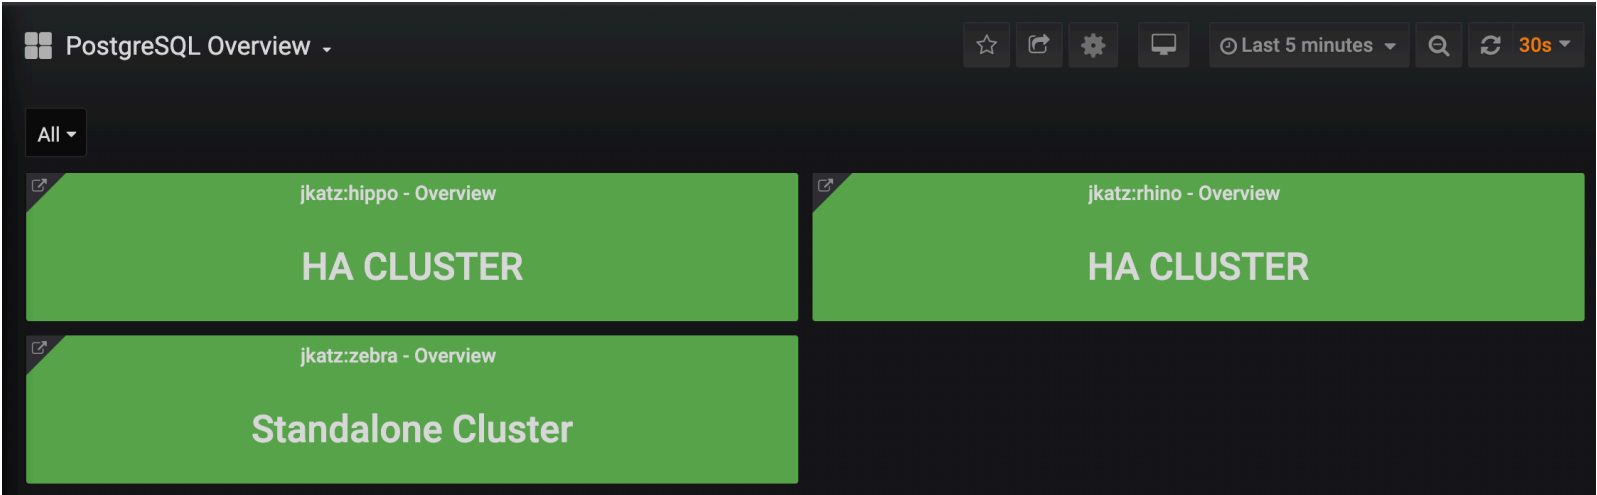 PostgreSQL Overview
Last 5 minutes
30s
All
jkatz:hippo - Overview
HA CLUSTER
jkatz:rhino - Overview
HA CLUSTER
jkatz:zebra - Overview
Standalone Cluster